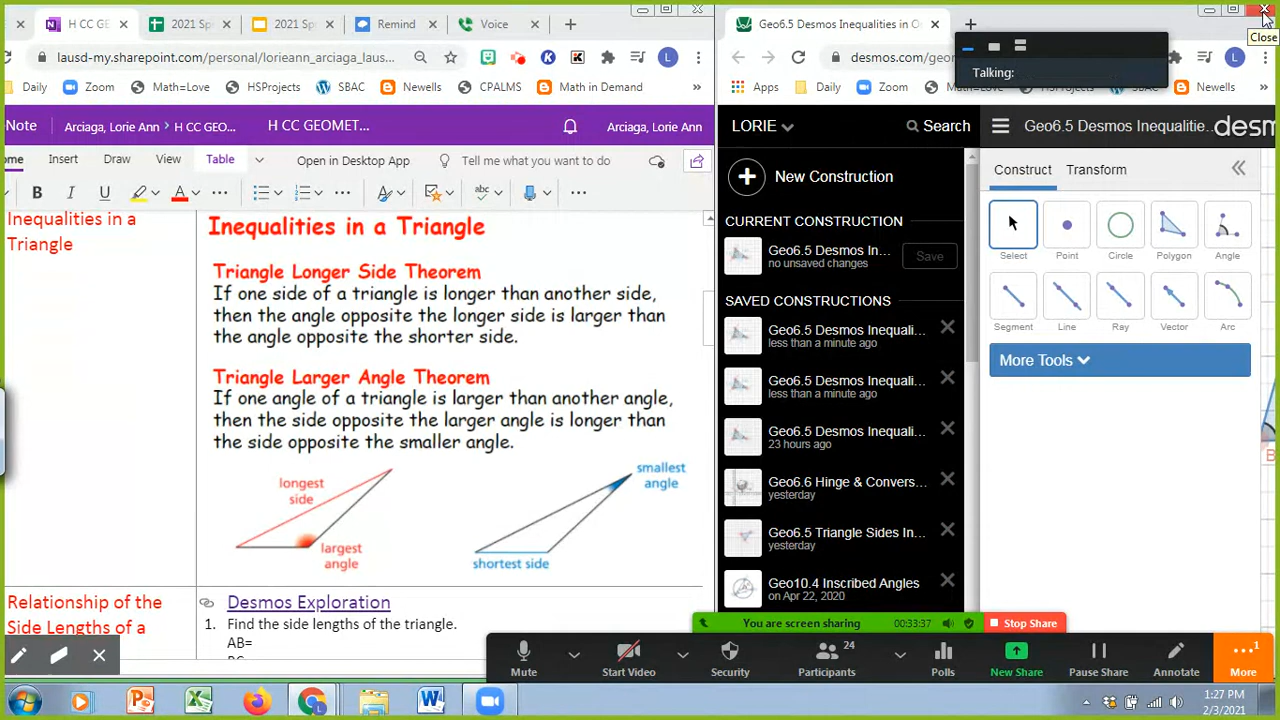 H CC GEO
2021 Sp
2021 Sp
Remind
Voice
Geo6.5 Desmos Inequalities in O
Close
lausd-my.sharepoint.com/personal/lorieann_arciaga_laus...
L
desmos.com/geor
L
Talking:
Daily
Zoom
Math=Love
HSProjects
SBAC
Newells
CPALMS
Math in Demand
»
Apps
Daily
Zoom
Math=Love
HSProjects
SBAC
Newells
Note
Arciaga, Lorie Ann
H CC GEO...
H CC GEOMET...
Arciaga, Lorie Ann
LORIE
Search
Geo6.5 Desmos Inequalitie...
desm
ome
Insert
Draw
View
Table
Open in Desktop App
Tell me what you want to do
B I U
A
abc
New Construction
CURRENT CONSTRUCTION
Geo6.5 Desmos In...
no unsaved changes
Save
SAVED CONSTRUCTIONS
Geo6.5 Desmos Inequali...
less than a minute ago
Geo6.5 Desmos Inequali...
less than a minute ago
Geo6.5 Desmos Inequali...
23 hours ago
Geo6.6 Hinge & Convers...
yesterday
Geo6.5 Triangle Sides In...
yesterday
Geo10.4 Inscribed Angles
on Apr 22, 2020
Construct
Transform
Select
Point
Circle
Polygon
Angle
Segment
Line
Ray
Vector
Arc
More Tools
B
Inequalities in a
Triangle
Inequalities in a Triangle
Triangle Longer Side Theorem
If one side of a triangle is longer than another side,
then the angle opposite the longer side is larger than
the angle opposite the shorter side.
Triangle Larger Angle Theorem
If one angle of a triangle is larger than another angle,
then the side opposite the larger angle is longer than
the side opposite the smaller angle.
longest
side
largest
angle
smallest
angle
shortest side
Relationship of the
Side Lengths of a
Desmos Exploration
1. Find the side lengths of the triangle.
AB=
You are screen sharing
00:33:37
Stop Share
Mute
Start Video
Security
24
Participants
Polls
New Share
Pause Share
Annotate
1
More
1:27 PM
2/3/2021